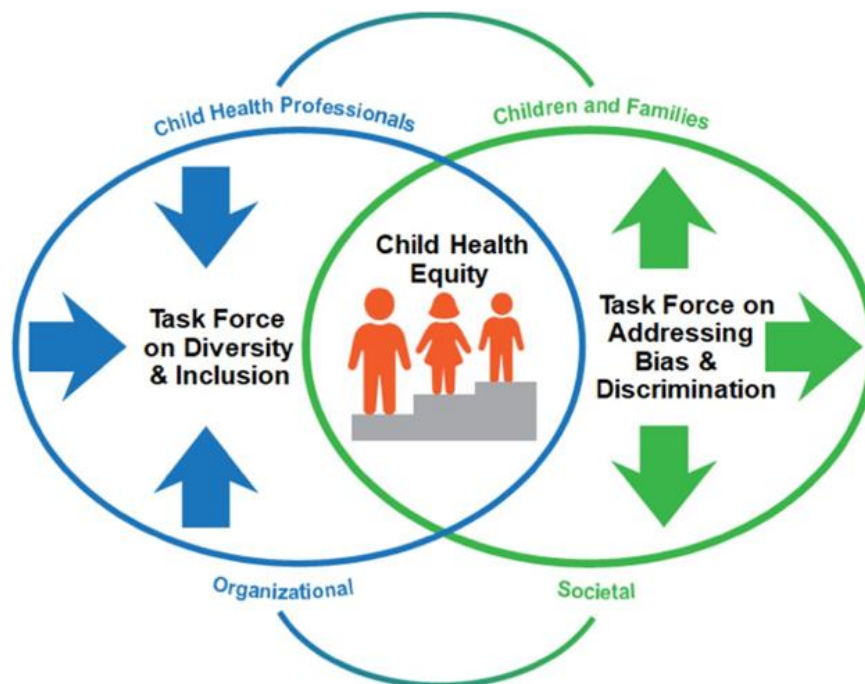 Child Health Professionals
Children and Families
Child Health
Equity
Task Force
on Diversity
& Inclusion
Task Force on
Addressing
Bias &
Discrimination
Organizational
Societal